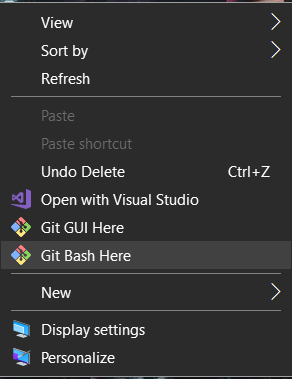 View
Sort by
Refresh
Paste
Paste shortcut
Undo Delete Ctrl+Z
Open with Visual Studio
Git GUI Here
Git Bash Here
New
Display settings
Personalize